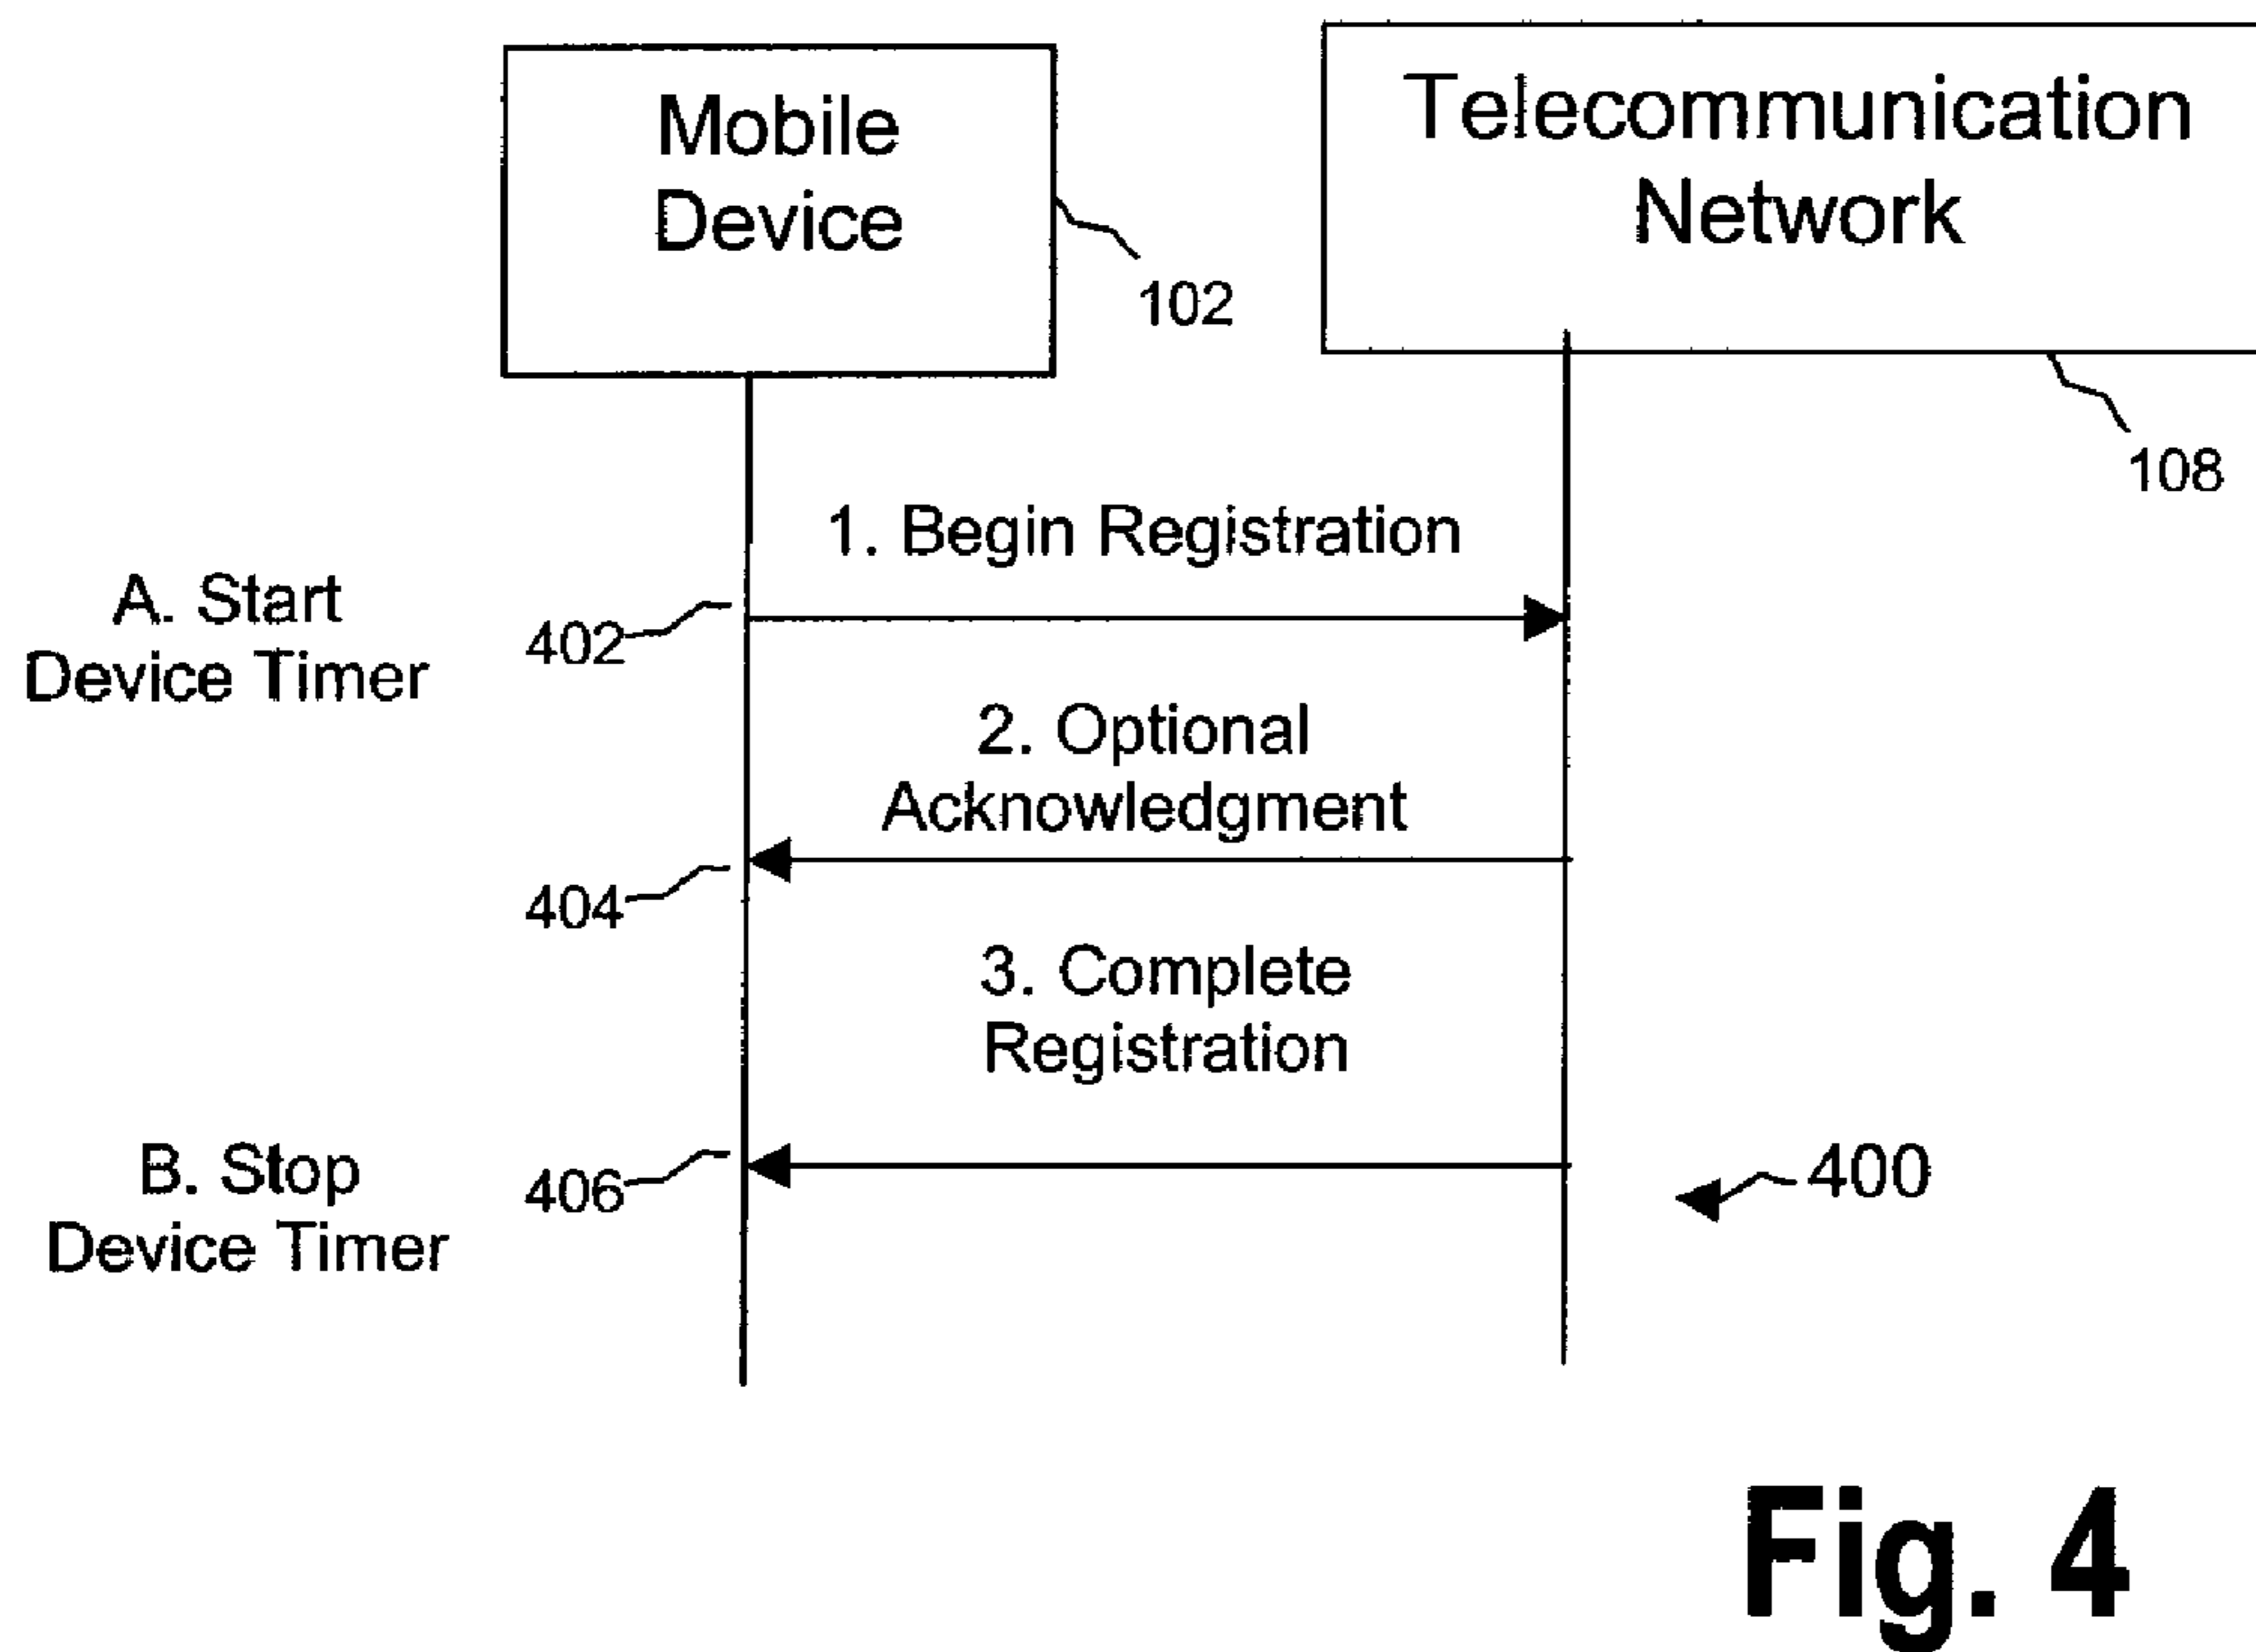 Mobile
Device
102
Telecommunication
Network
108
1. Begin Registration
A. Start
Device Timer
402
2. Optional
Acknowledgment
404
3. Complete
Registration
B. Stop
Device Timer
406
400
Fig. 4